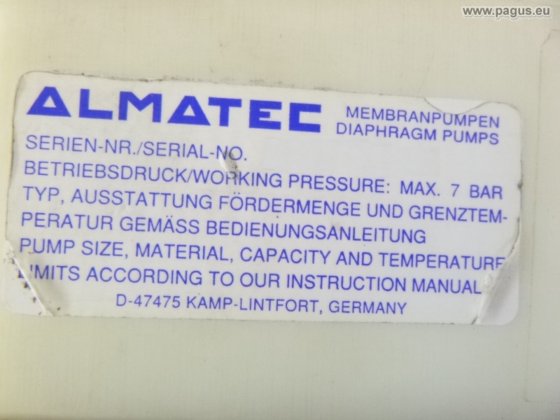 www.pagus.eu
ALMATEC
MEMBRANPUMPEN
DIAPHRAGM PUMPS
SERIEN-NR./SERIAL-NO.
BETRIEBSDRUCK/WORKING PRESSURE: MAX. 7 BAR
TYP, AUSSTATTUNG FÖRDERMENGE UND GRENZTEM-
PERATUR GEMÄSS BEDIENUNGSANLEITUNG
PUMP SIZE, MATERIAL, CAPACITY AND TEMPERATURE
LIMITS ACCORDING TO OUR INSTRUCTION MANUAL
D-47475 KAMP-LINTFORT, GERMANY